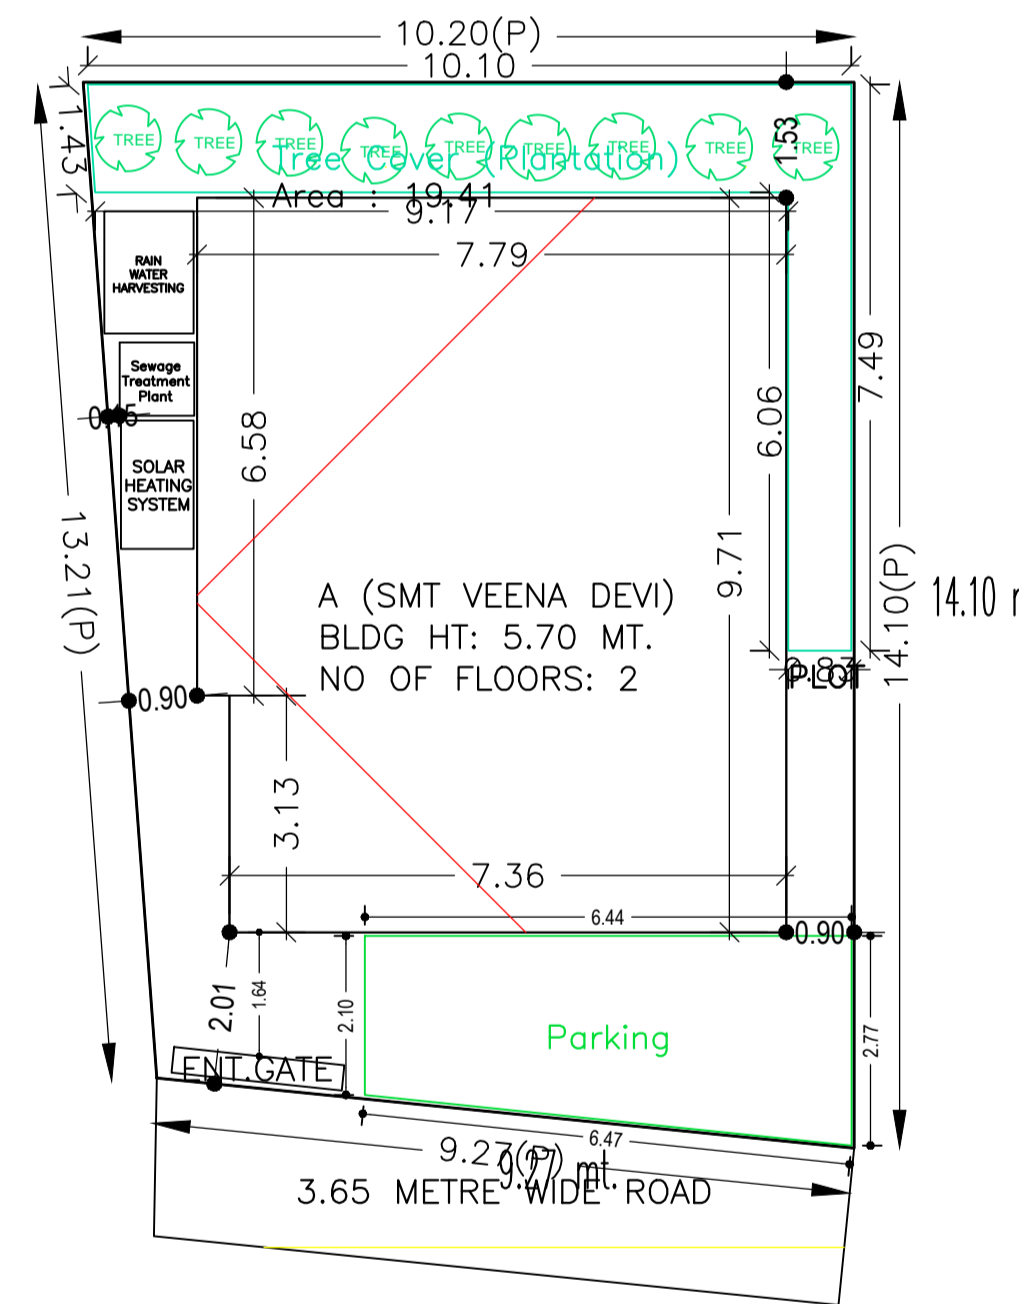 10.20(P)
10.10
1.43
TREE TREE TREE TREE TREE TREE TREE TREE TREE
1.53
Tree Cover (Plantation)
Area : 19.41
9.17
7.79
RAIN
WATER
HARVESTING
Sewage
Treatment
Plant
SOLAR
HEATING
SYSTEM
6.58
6.06
7.49
9.71
13.21(P)
14.10(P)
14.10
A (SMT VEENA DEVI)
BLDG HT: 5.70 MT.
NO OF FLOORS: 2
PLOT
0.90
3.13
7.36
6.44
0.90
2.01
1.64
2.10
Parking
2.77
ENT.GATE
6.47
9.27(P)
9.27 mt.
3.65 METRE WIDE ROAD